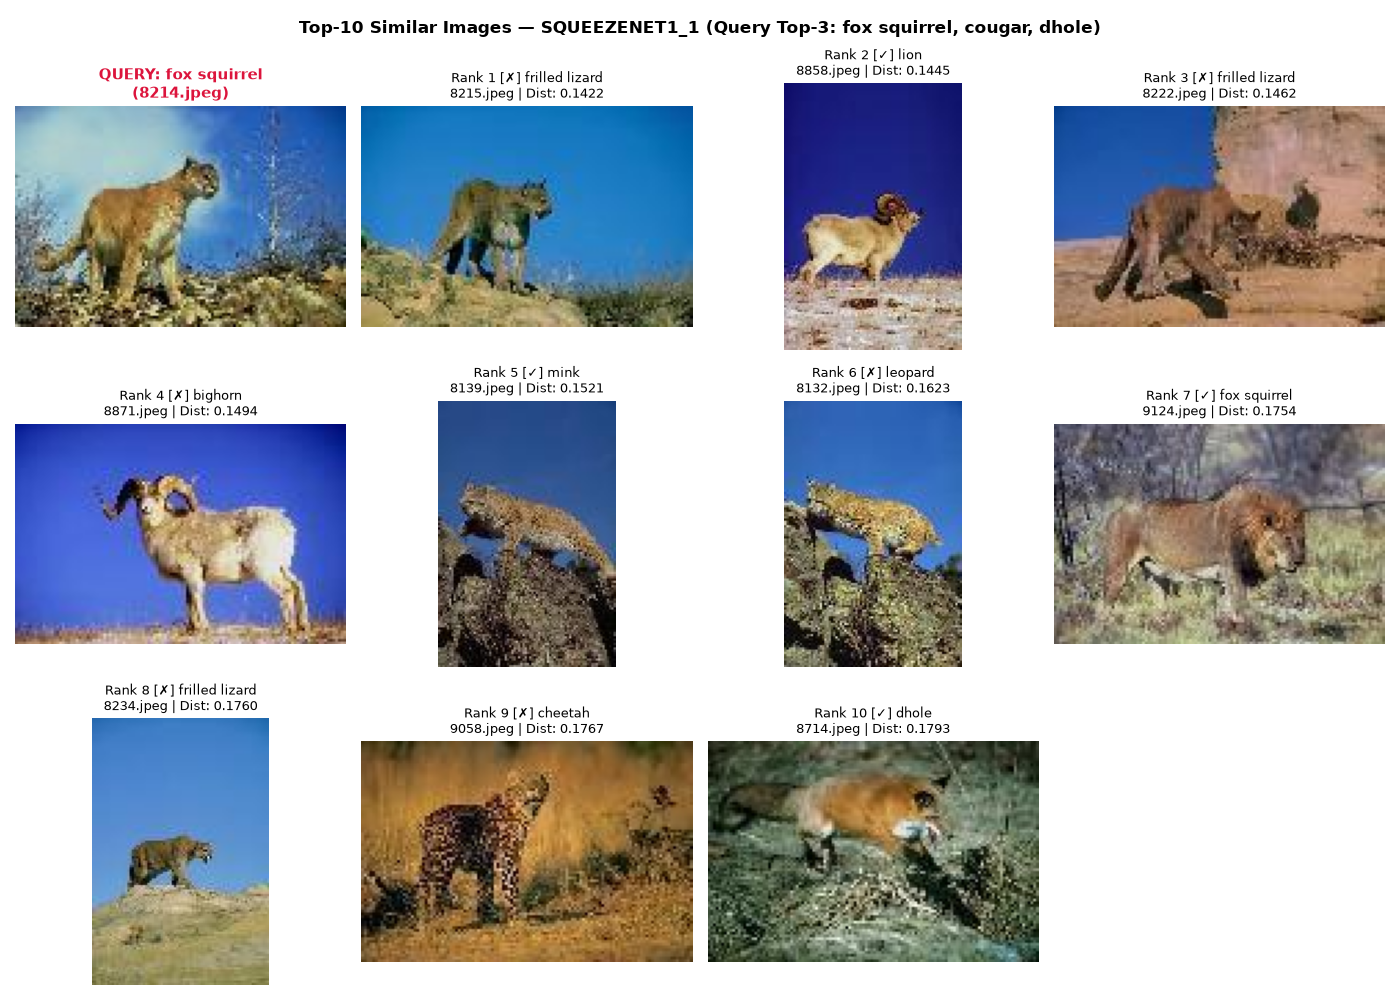 Top-10 Similar Images — SQUEEZENET1_1 (Query Top-3: fox squirrel, cougar, dhole)
QUERY: fox squirrel
(8214.jpeg)
Rank 1 [✗] frilled lizard
8215.jpeg | Dist: 0.1422
Rank 2 [✓] lion
8858.jpeg | Dist: 0.1445
Rank 3 [✗] frilled lizard
8222.jpeg | Dist: 0.1462
Rank 4 [✗] bighorn
8871.jpeg | Dist: 0.1494
Rank 5 [✓] mink
8139.jpeg | Dist: 0.1521
Rank 6 [✗] leopard
8132.jpeg | Dist: 0.1623
Rank 7 [✓] fox squirrel
9124.jpeg | Dist: 0.1754
Rank 8 [✗] frilled lizard
8234.jpeg | Dist: 0.1760
Rank 9 [✗] cheetah
9058.jpeg | Dist: 0.1767
Rank 10 [✓] dhole
8714.jpeg | Dist: 0.1793